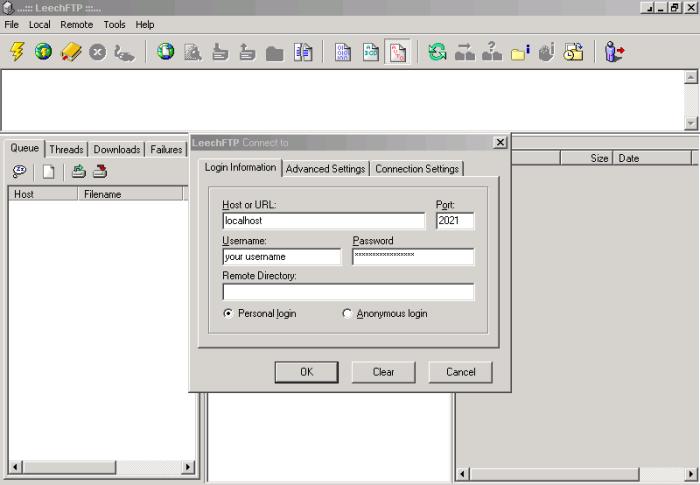 ...::: LeechFTP :::...
File Local Remote Tools Help
Queue Threads Downloads Failures
Host Filename
LeechFTP Connect to
Login Information Advanced Settings Connection Settings
Host or URL: Port:
localhost 2021
Username: Password
your username ****************
Remote Directory:
Personal login Anonymous login
OK Clear Cancel
Size Date